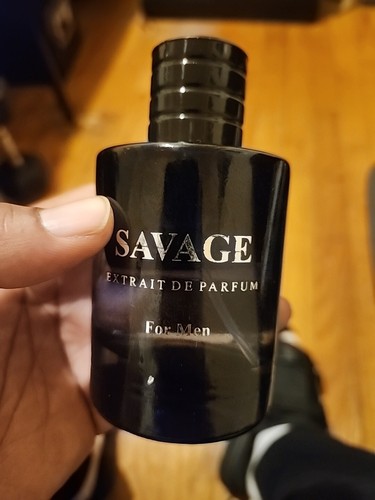 SAVAGE
EXTRAIT DE PARFUM
For Men